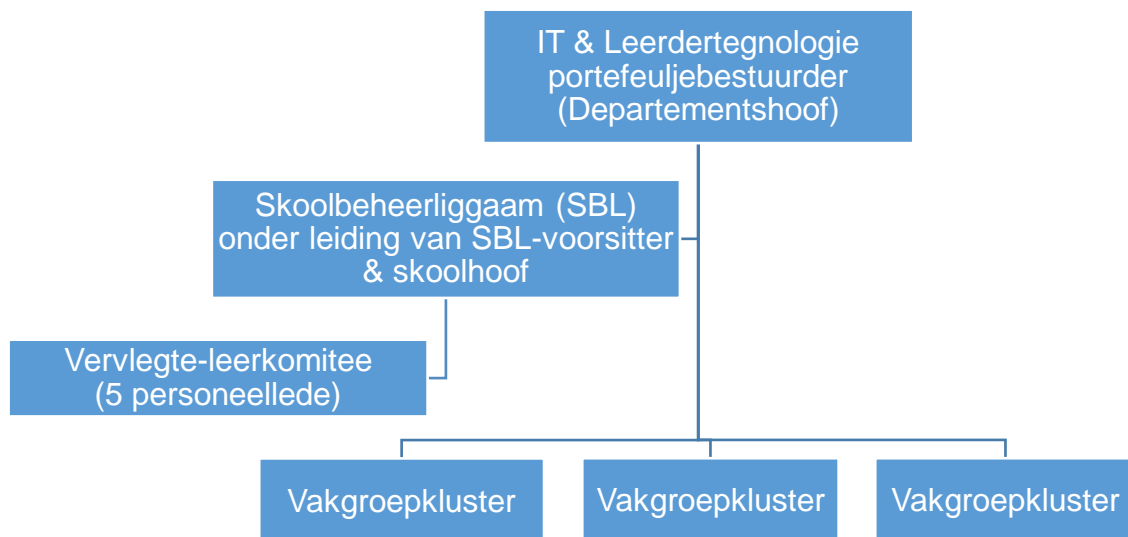 IT & Leerdertegnologie
portefeuljebestuurder
(Departementshoof)
Skoolbeheerliggaam (SBL)
onder leiding van SBL-voorsitter
& skoolhoof
Vervlegte-leerkomitee
(5 personeellede)
Vakgroepkluster
Vakgroepkluster
Vakgroepkluster